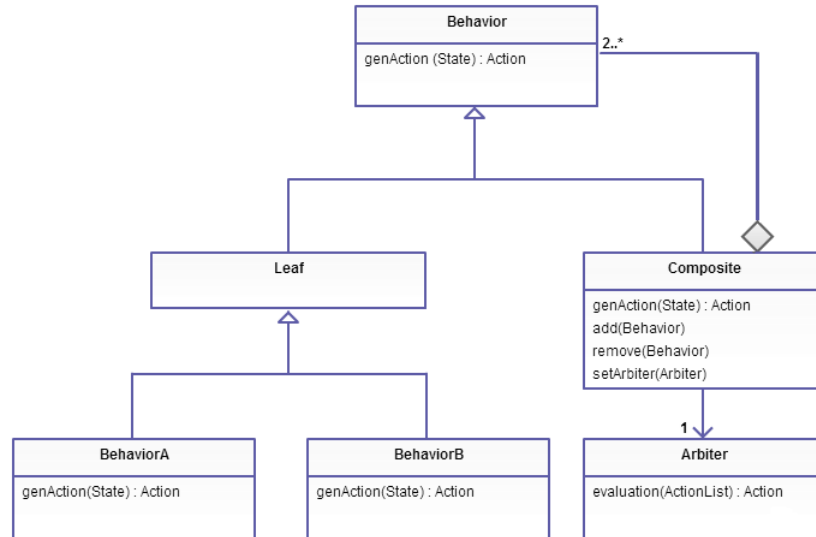 Behavior
genAction (State) : Action
2..*
Leaf
Composite
genAction(State) : Action
add(Behavior)
remove(Behavior)
setArbiter(Arbiter)
1
BehaviorA
genAction(State) : Action
BehaviorB
genAction(State) : Action
Arbiter
evaluation(ActionList) : Action